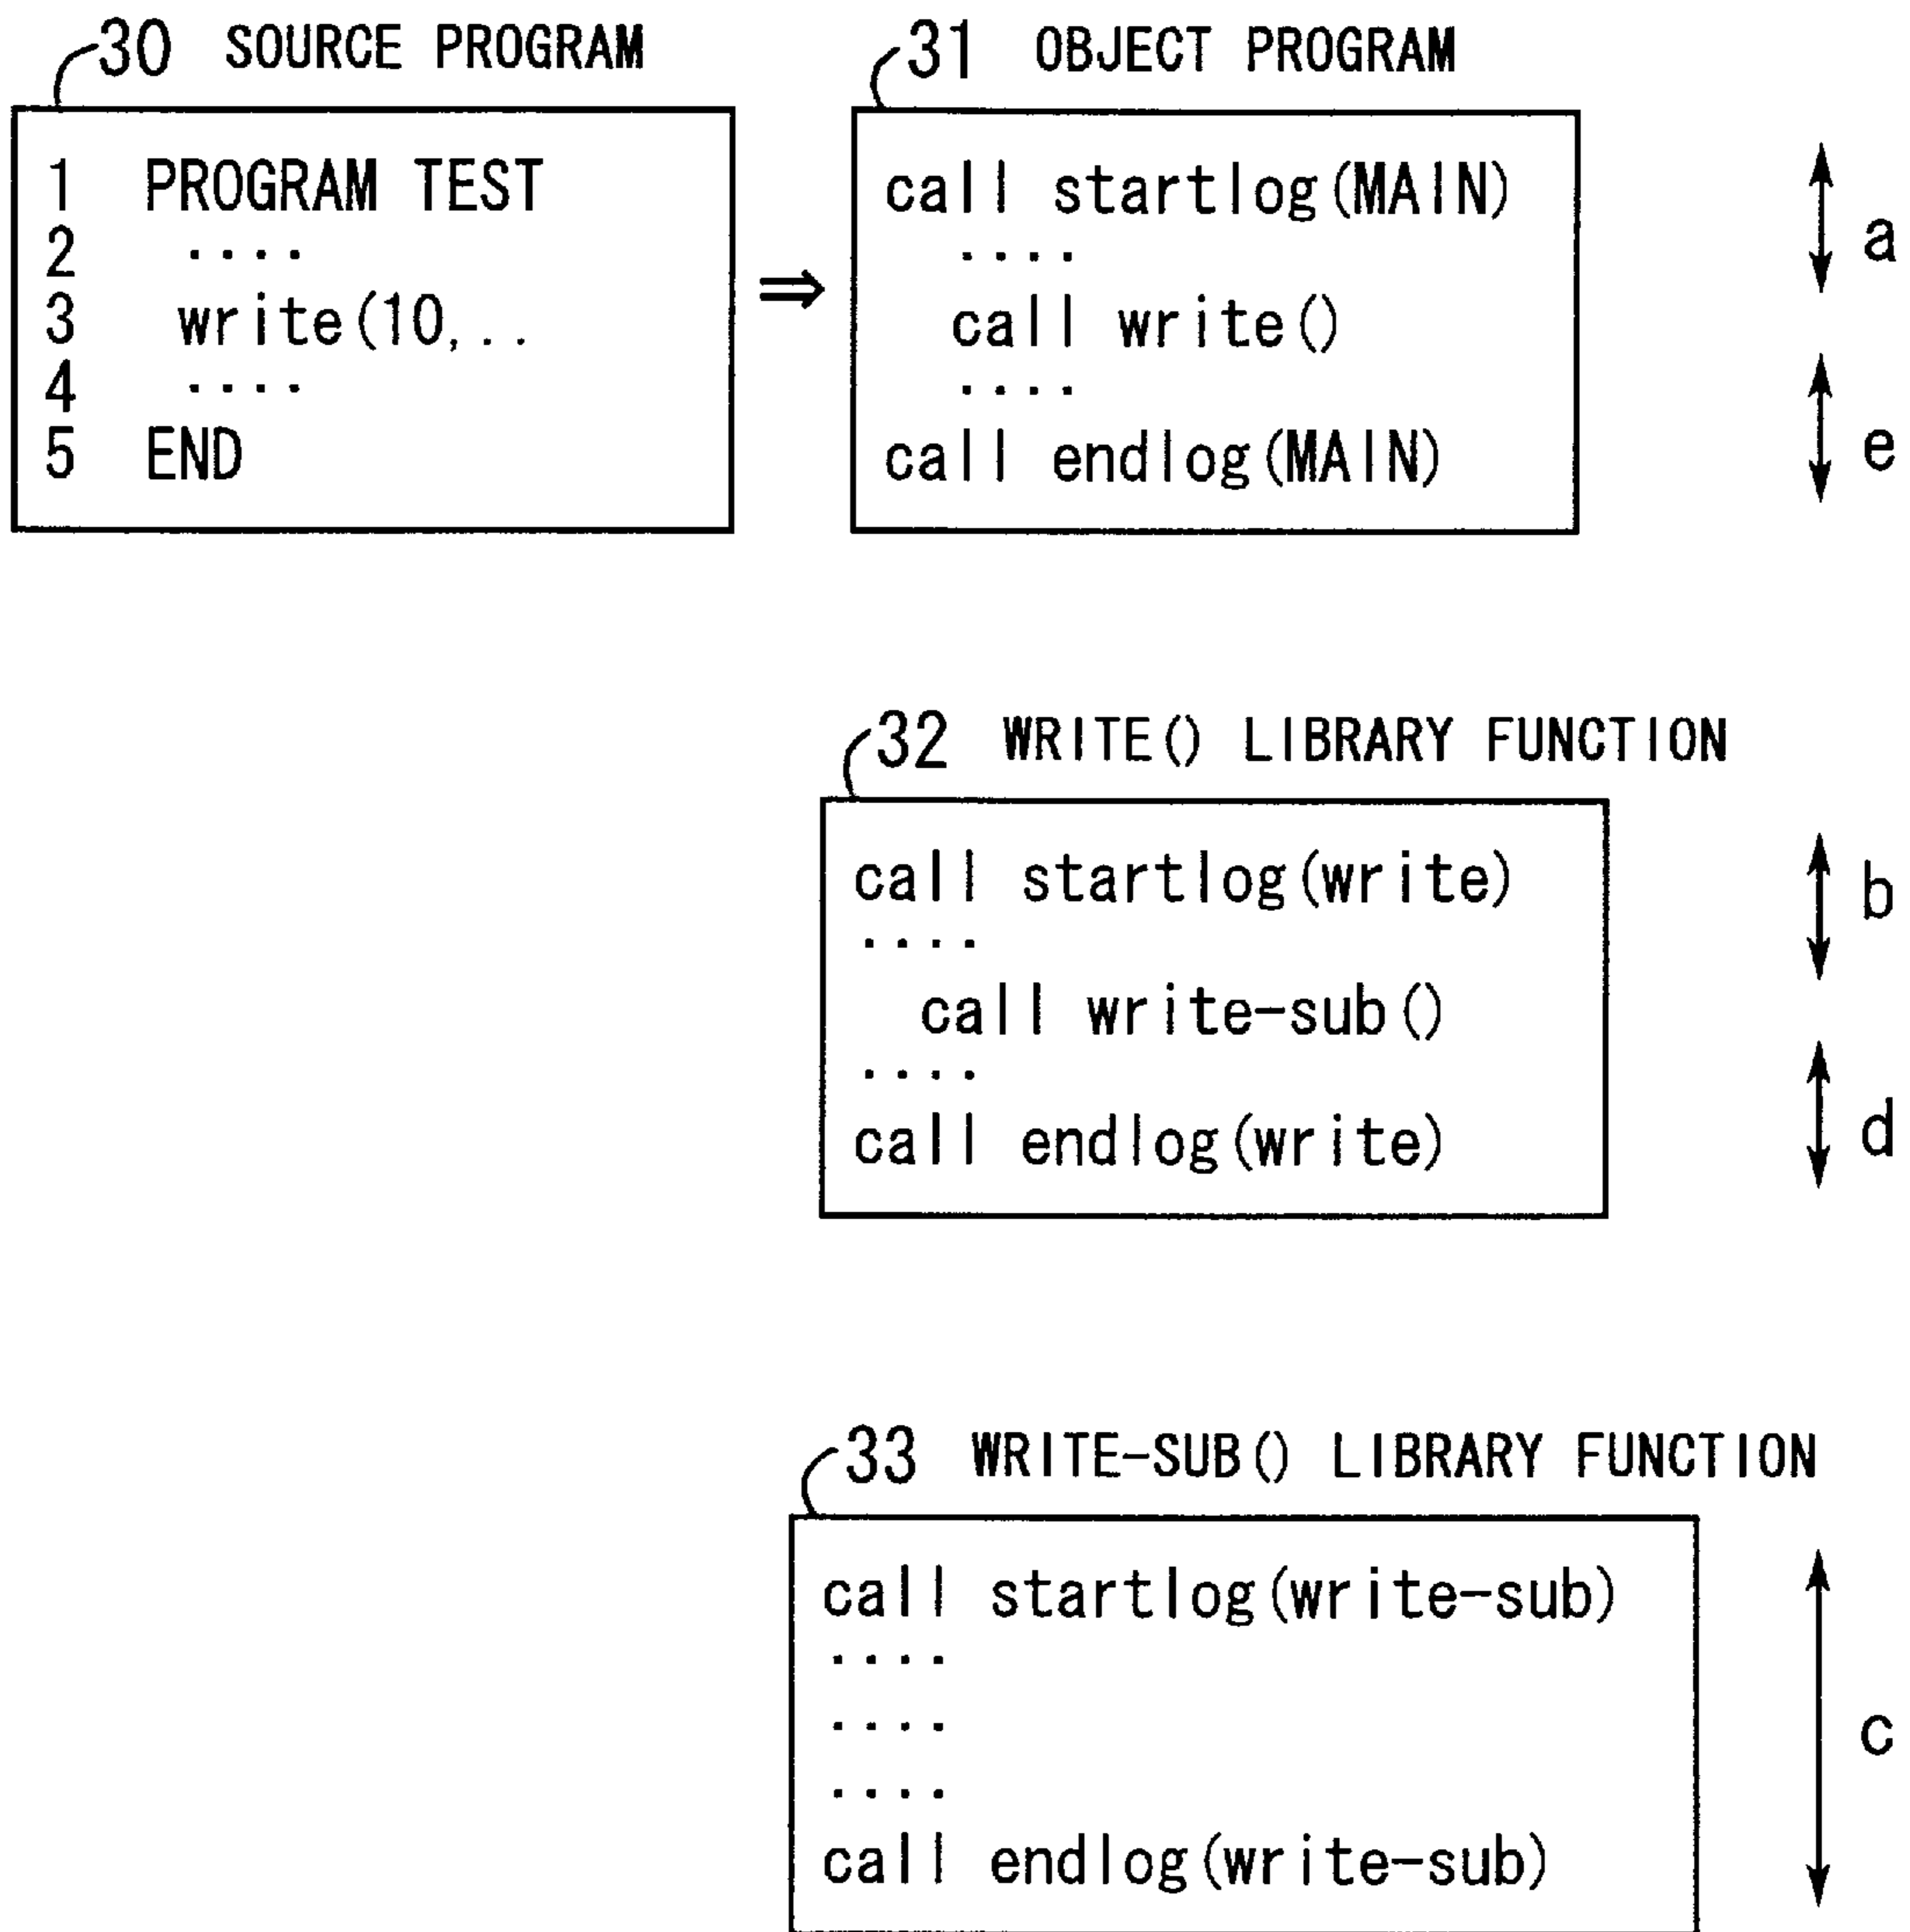 30 SOURCE PROGRAM
1 PROGRAM TEST
2 ....
3 write(10,..
4 ....
5 END
⇒
31 OBJECT PROGRAM
call startlog(MAIN)
....
call write()
....
call endlog(MAIN)
a
e
32 WRITE() LIBRARY FUNCTION
call startlog(write)
....
call write-sub()
....
call endlog(write)
b
d
33 WRITE-SUB() LIBRARY FUNCTION
call startlog(write-sub)
....
....
....
call endlog(write-sub)
c